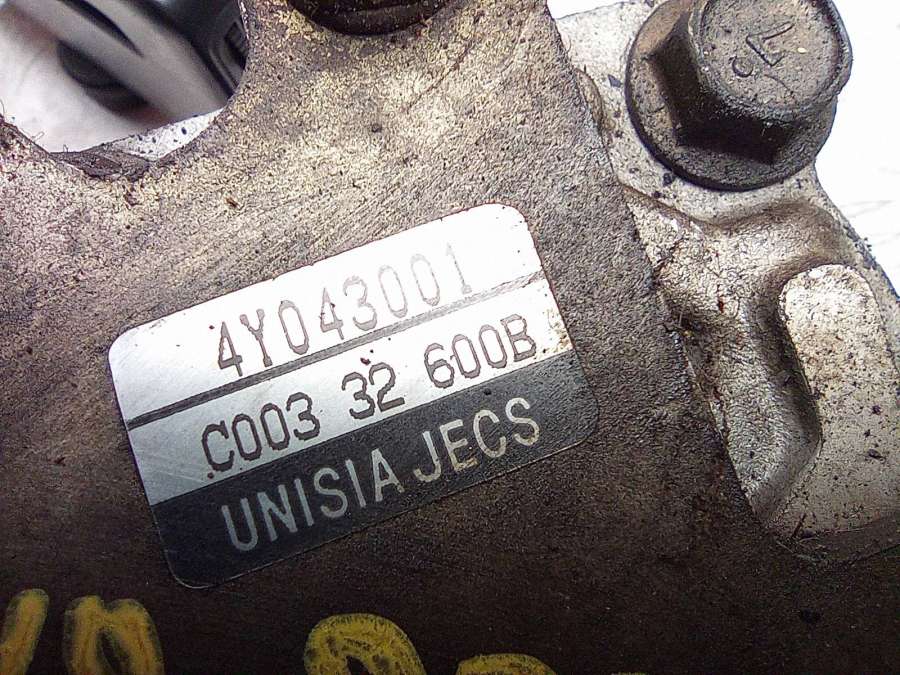 4Y043001
C003 32 600B
UNISIA JECS